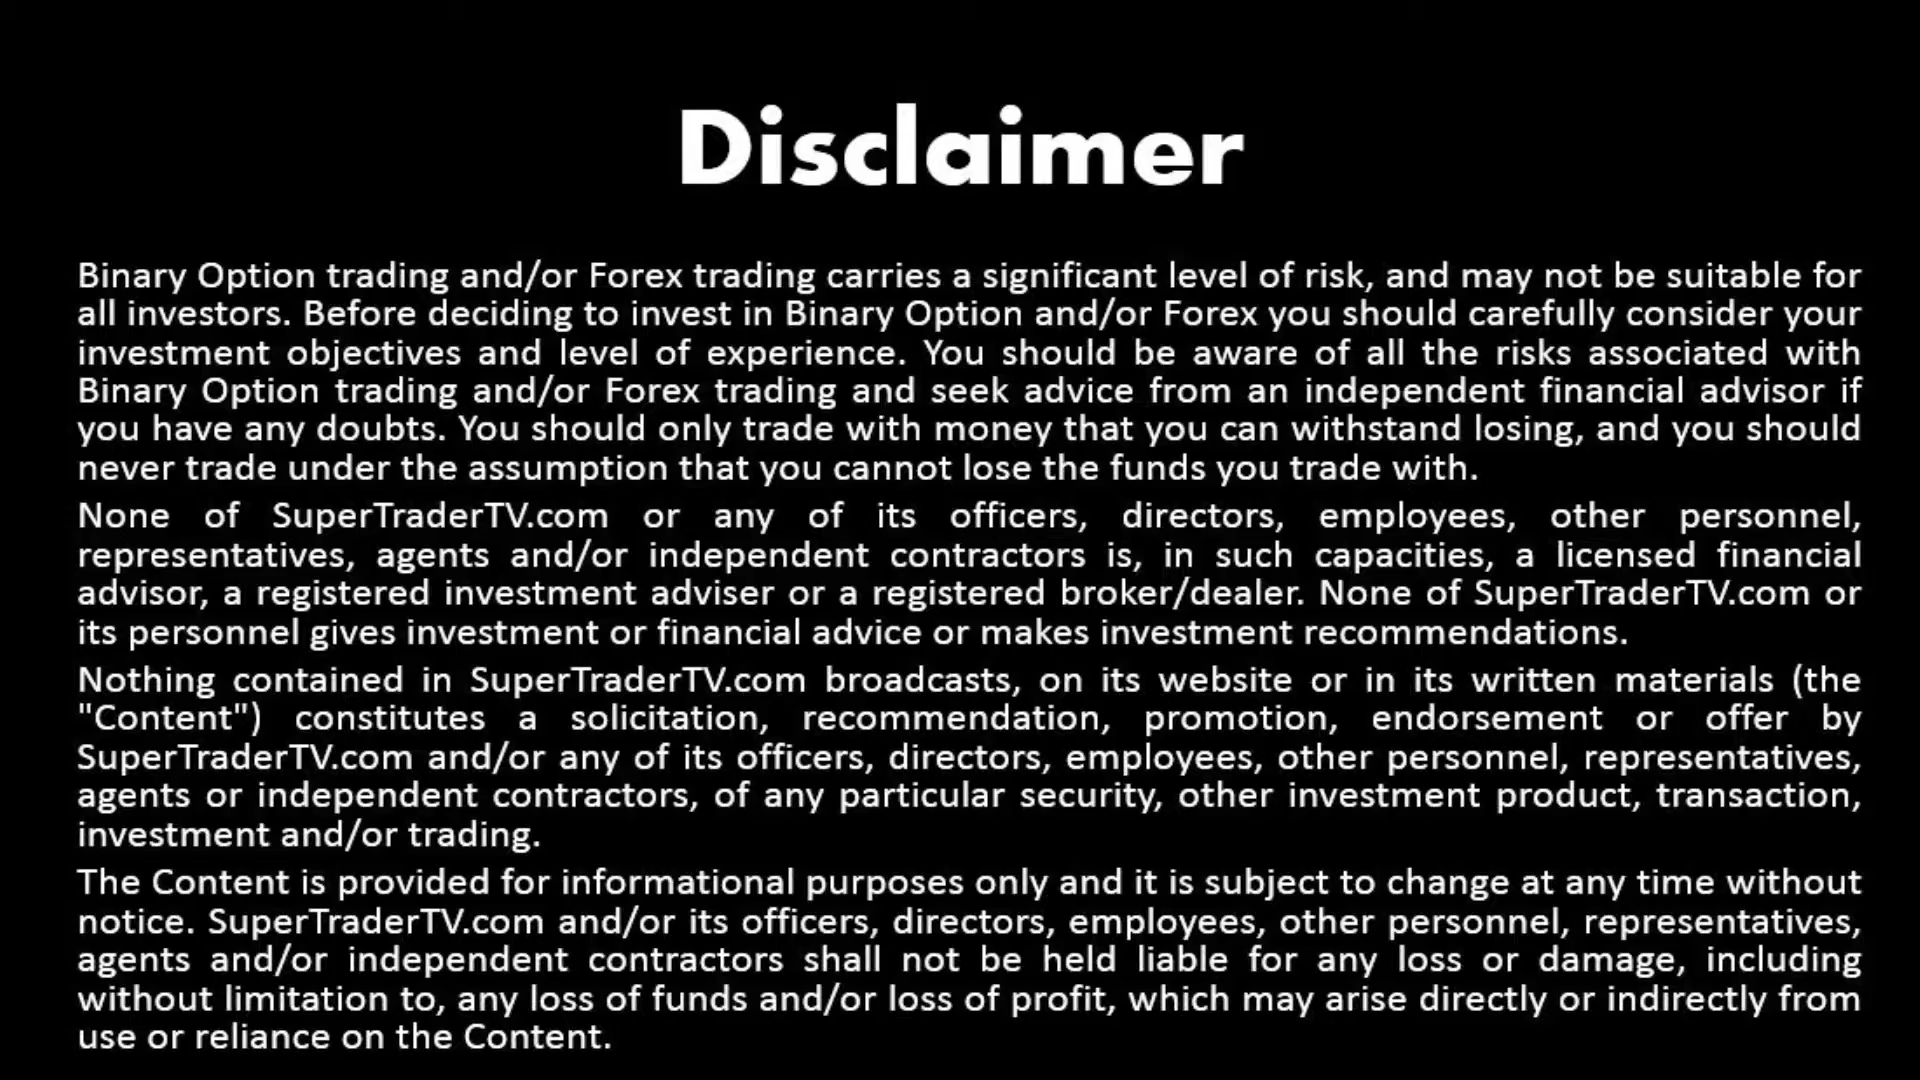 Disclaimer
Binary Option trading and/or Forex trading carries a significant level of risk, and may not be suitable for
all investors. Before deciding to invest in Binary Option and/or Forex you should carefully consider your
investment objectives and level of experience. You should be aware of all the risks associated with
Binary Option trading and/or Forex trading and seek advice from an independent financial advisor if
you have any doubts. You should only trade with money that you can withstand losing, and you should
never trade under the assumption that you cannot lose the funds you trade with.
None of SuperTraderTV.com or any of its officers, directors, employees, other personnel,
representatives, agents and/or independent contractors is, in such capacities, a licensed financial
advisor, a registered investment adviser or a registered broker/dealer. None of SuperTraderTV.com or
its personnel gives investment or financial advice or makes investment recommendations.
Nothing contained in SuperTraderTV.com broadcasts, on its website or in its written materials (the
"Content") constitutes a solicitation, recommendation, promotion, endorsement or offer by
SuperTraderTV.com and/or any of its officers, directors, employees, other personnel, representatives,
agents or independent contractors, of any particular security, other investment product, transaction,
investment and/or trading.
The Content is provided for informational purposes only and it is subject to change at any time without
notice. SuperTraderTV.com and/or its officers, directors, employees, other personnel, representatives,
agents and/or independent contractors shall not be held liable for any loss or damage, including
without limitation to, any loss of funds and/or loss of profit, which may arise directly or indirectly from
use or reliance on the Content.